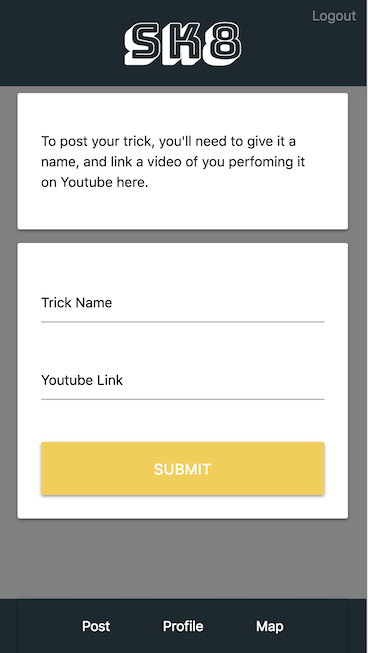 Logout
SK8
To post your trick, you'll need to give it a
name, and link a video of you perfoming it
on Youtube here.
Trick Name
Youtube Link
SUBMIT
Post Profile Map